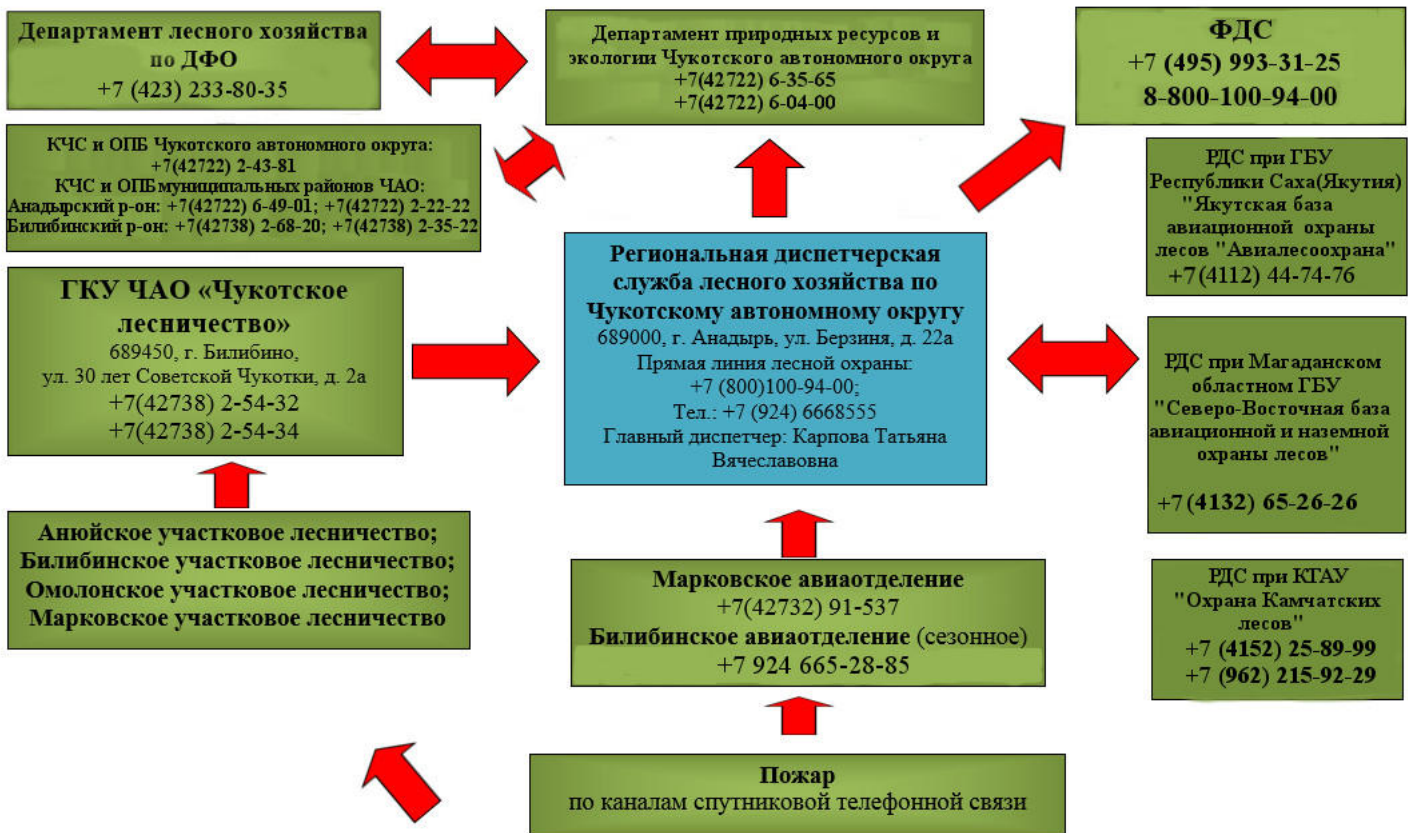 Департамент лесного хозяйства
по ДФО
+7 (423) 233-80-35
Департамент природных ресурсов и
экологии Чукотского автономного округа
+7(42722) 6-35-65
+7(42722) 6-04-00
ФДС
+7 (495) 993-31-25
8-800-100-94-00
КЧС и ОПБ Чукотского автономного округа:
+7(42722) 2-43-81
КЧС и ОПБмуниципальных районов ЧАО:
Анадырский р-он: +7(42722) 6-49-01; +7(42722) 2-22-22
Билибинский р-он: +7(42738) 2-68-20; +7(42738) 2-35-22
РДС при ГБУ
Республики Саха(Якутия)
"Якутская база
авиационной охраны
лесов "Авиалесоохрана"
+7(4112) 44-74-76
ГКУ ЧАО «Чукотское
лесничество»
689450, г. Билибино,
ул. 30 лет Советской Чукотки, д. 2а
+7(42738) 2-54-32
+7(42738) 2-54-34
Региональная диспетчерская
служба лесного хозяйства по
Чукотскому автономному округу
689000, г. Анадырь, ул. Берзиня, д. 22а
Прямая линия лесной охраны:
+7 (800)100-94-00;
Тел.: +7 (924) 6668555
Главный диспетчер: Карпова Татьяна
Вячеславовна
РДС при Магаданском
областном ГБУ
"Северо-Восточная база
авиационной и наземной
охраны лесов"
+7 (4132) 65-26-26
Анюйское участковое лесничество;
Билибинское участковое лесничество;
Омолонское участковое лесничество;
Марковское участковое лесничество
Марковское авиаотделение
+7(42732) 91-537
Билибинское авиаотделение (сезонное)
+7 924 665-28-85
РДС при КГАУ
"Охрана Камчатских
лесов"
+7 (4152) 25-89-99
+7 (962) 215-92-29
Пожар
по каналам спутниковой телефонной связи